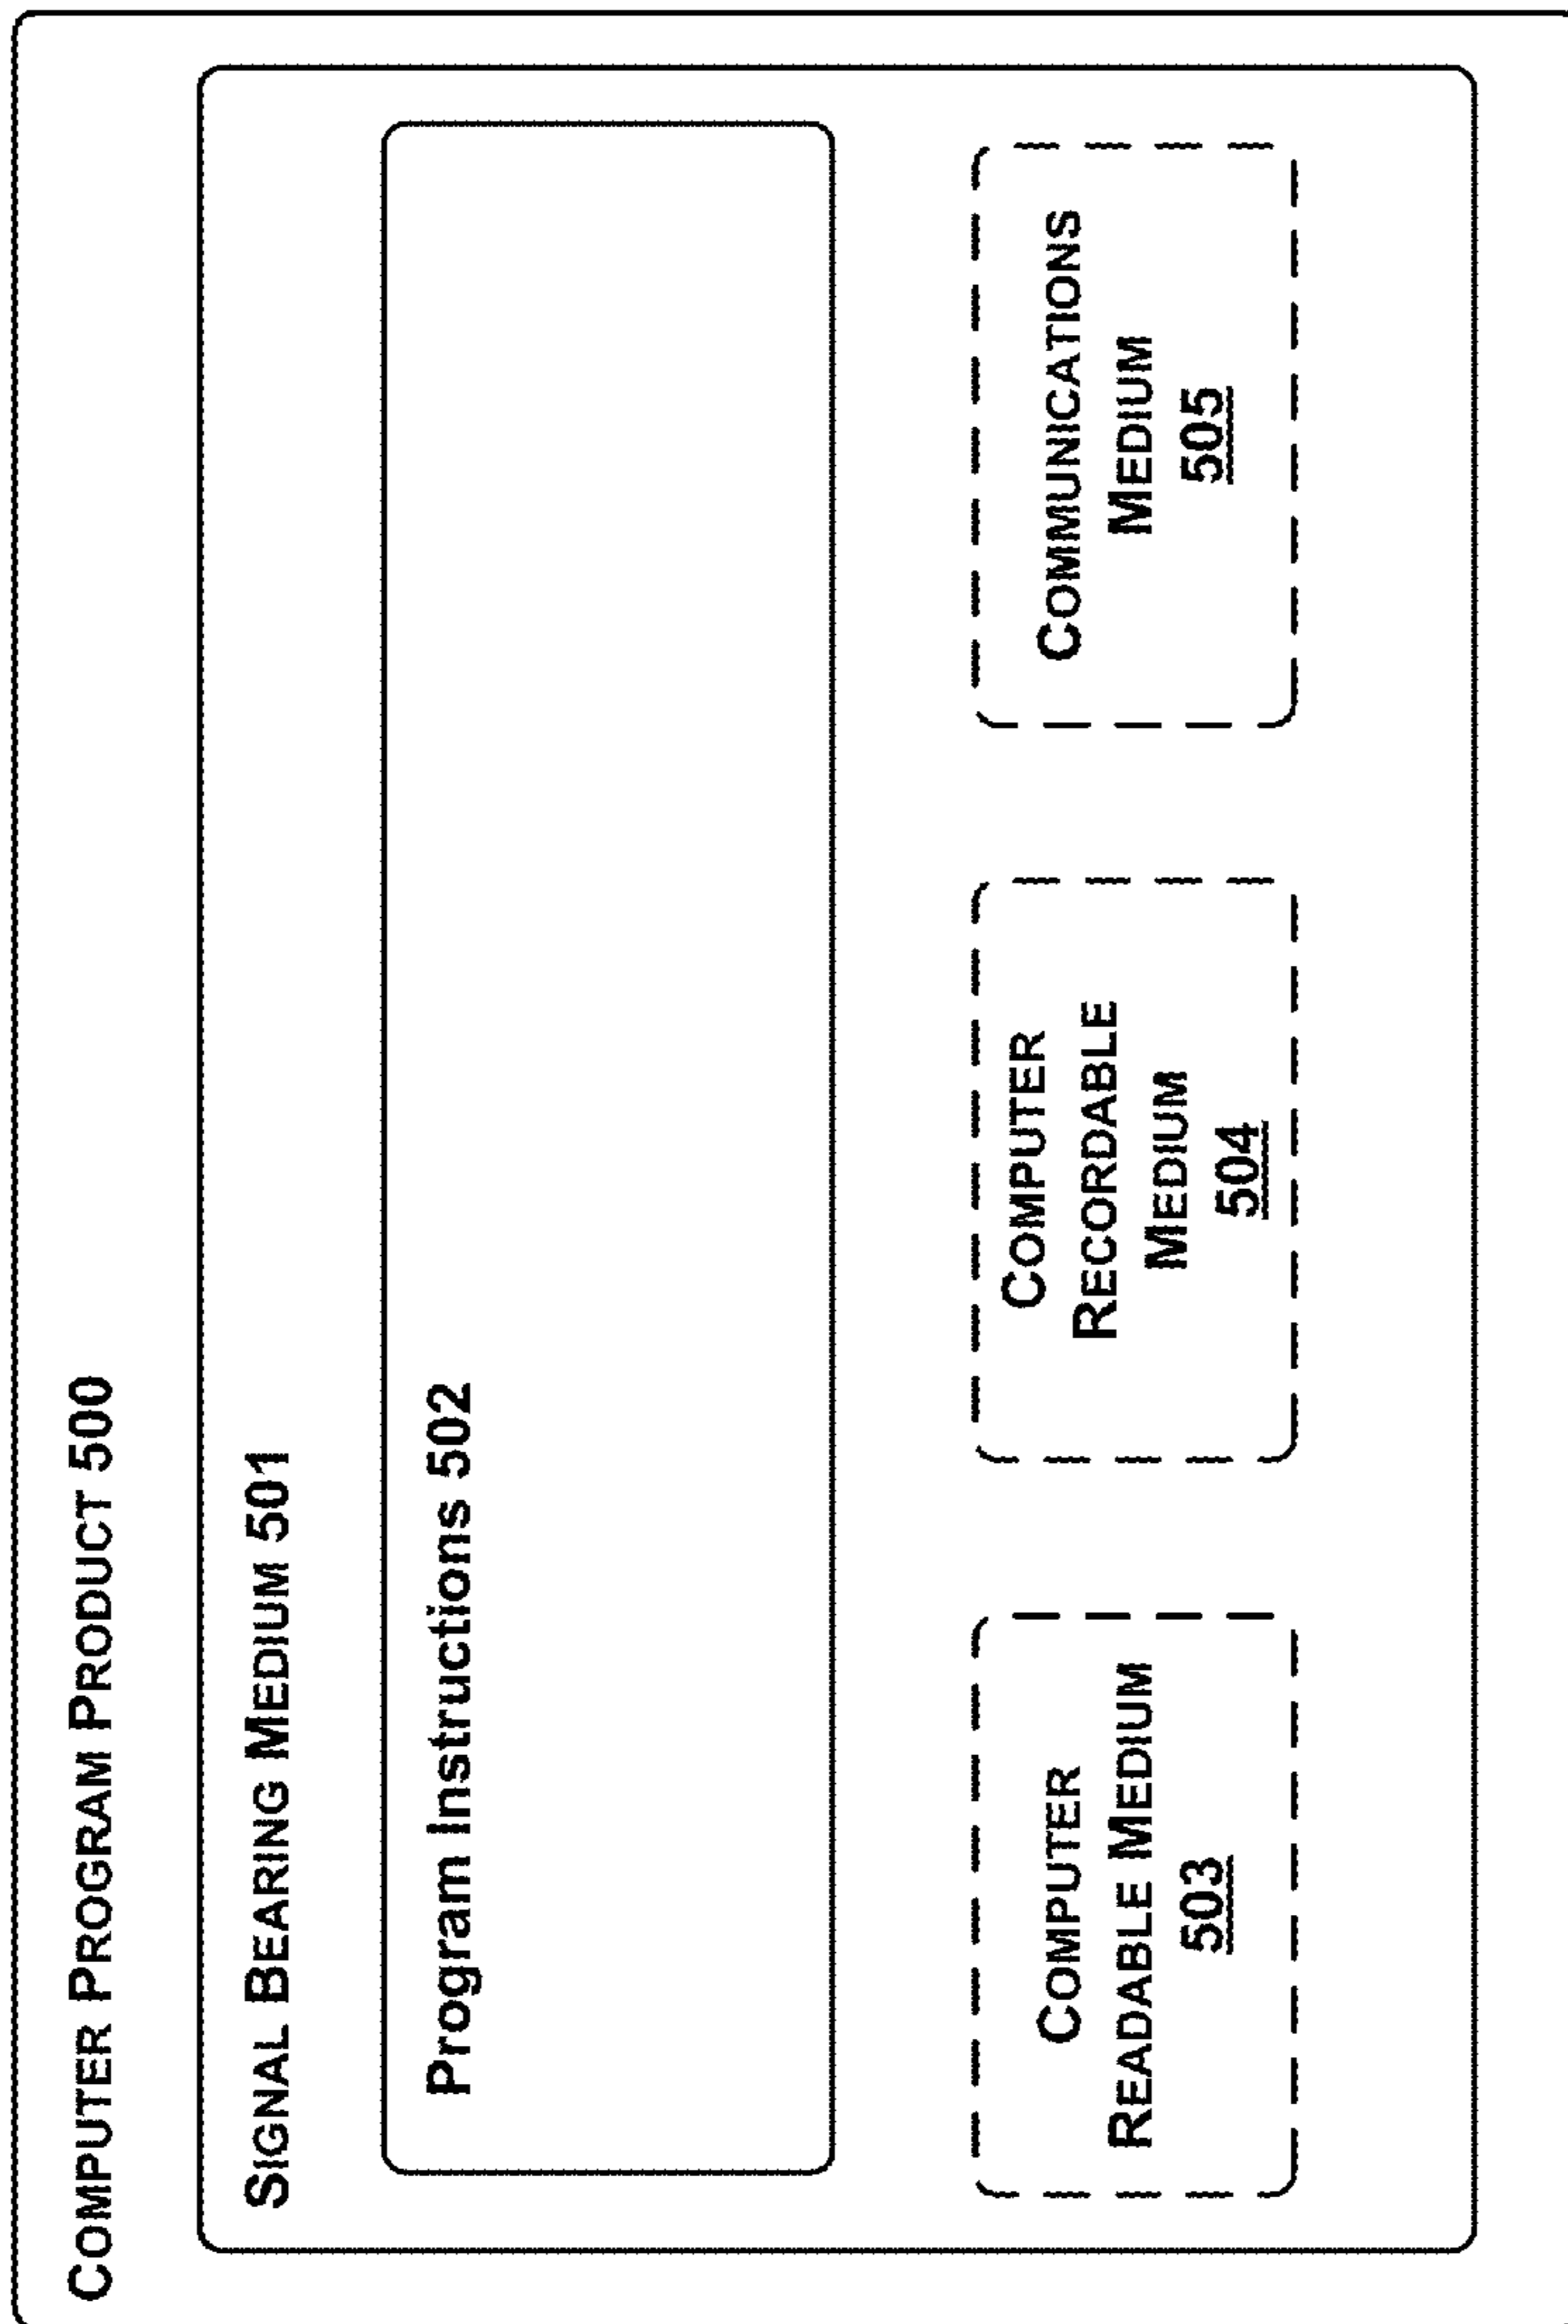 COMPUTER PROGRAM PRODUCT 500
SIGNAL BEARING MEDIUM 501
Program Instructions 502
COMPUTER
READABLE MEDIUM
503
COMPUTER
RECORDABLE
MEDIUM
504
COMMUNICATIONS
MEDIUM
505